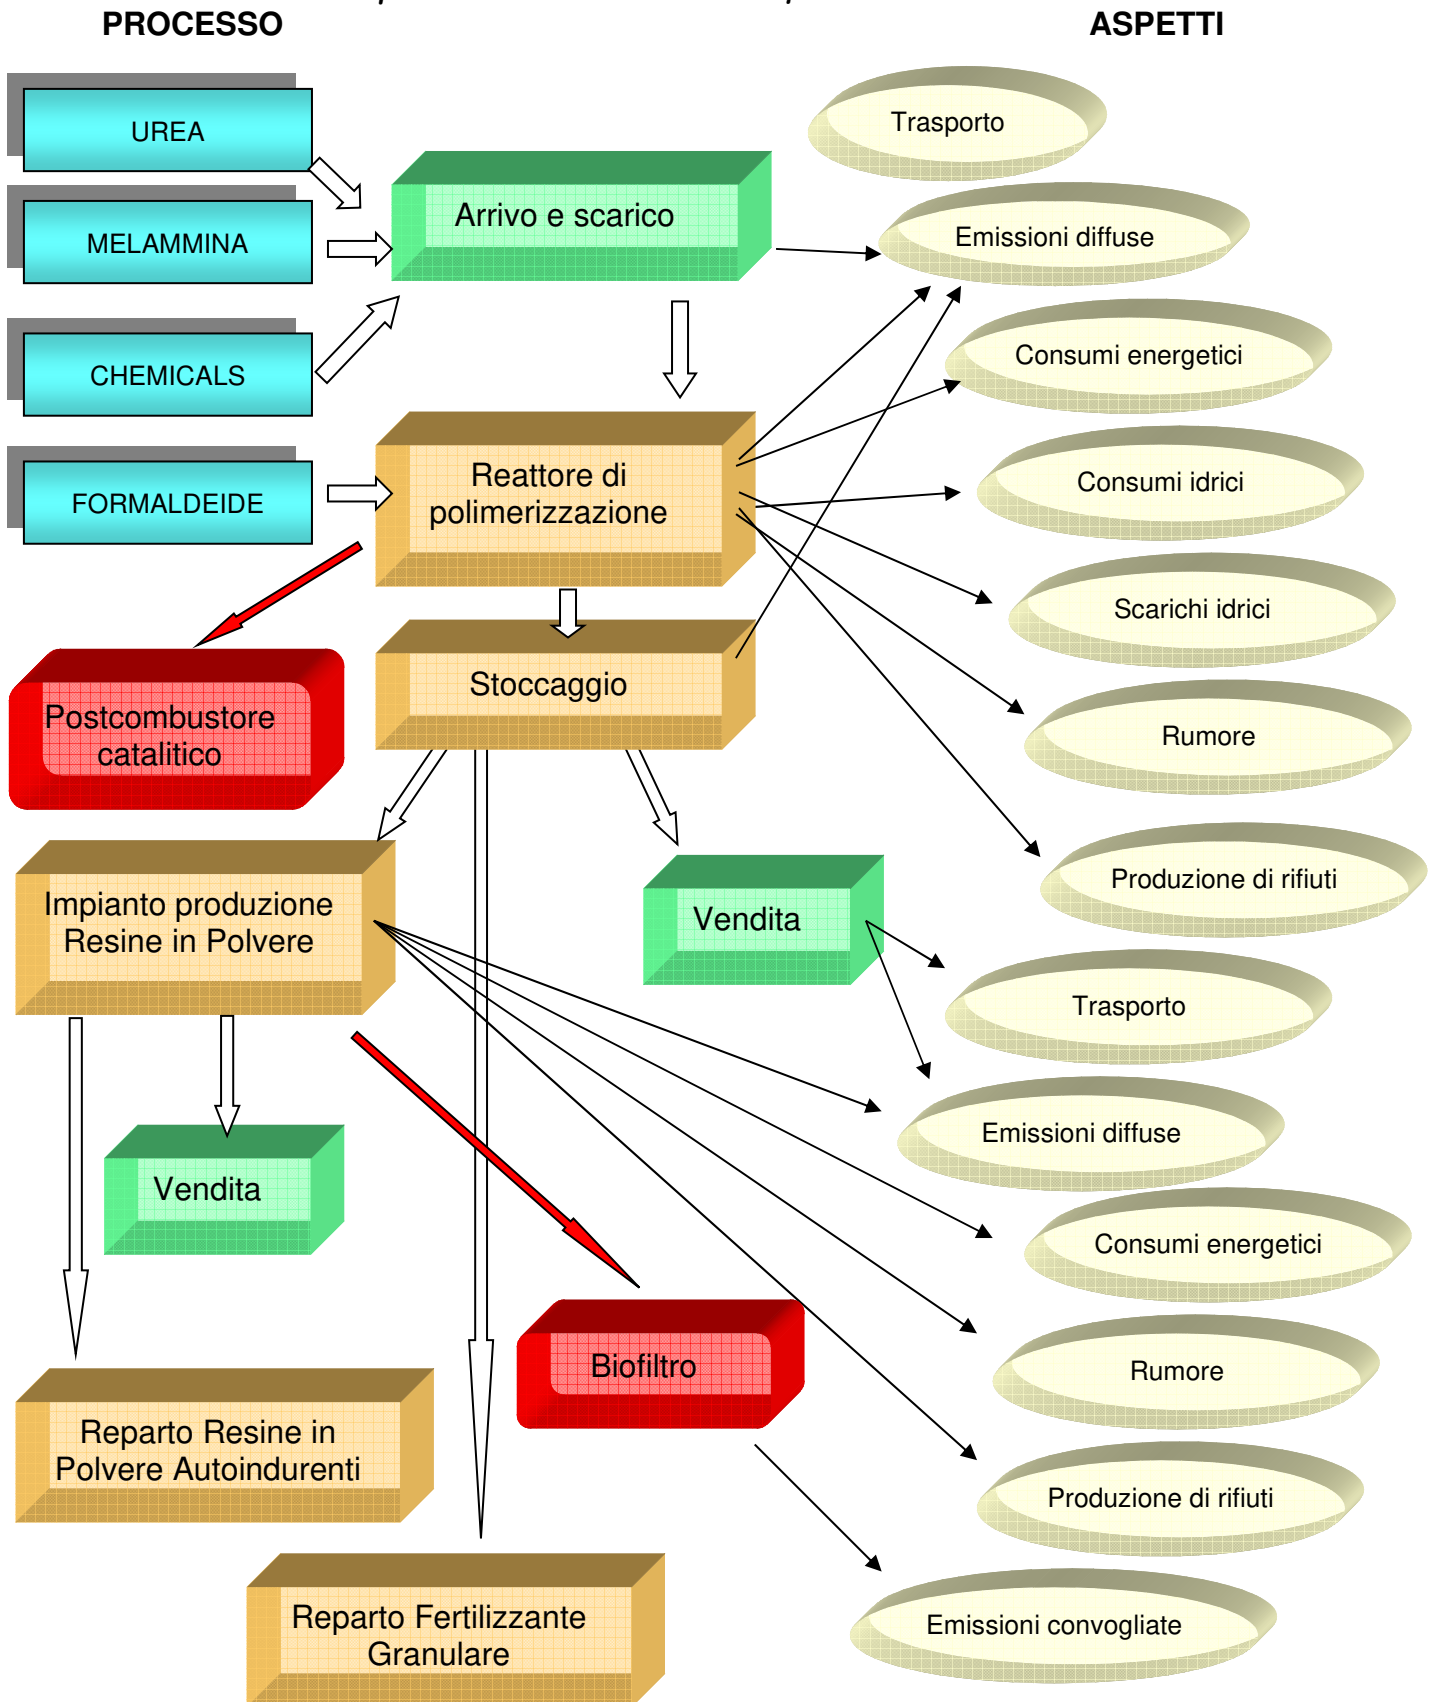 PROCESSO
ASPETTI
UREA
Trasporto
Arrivo e scarico
MELAMMINA
Emissioni diffuse
CHEMICALS
Consumi energetici
Reattore di
polimerizzazione
FORMALDEIDE
Consumi idrici
Scarichi idrici
Stoccaggio
Postcombustore
catalitico
Rumore
Impianto produzione
Resine in Polvere
Vendita
Produzione di rifiuti
Trasporto
Emissioni diffuse
Vendita
Consumi energetici
Biofiltro
Rumore
Reparto Resine in
Polvere Autoindurenti
Produzione di rifiuti
Reparto Fertilizzante
Granulare
Emissioni convogliate